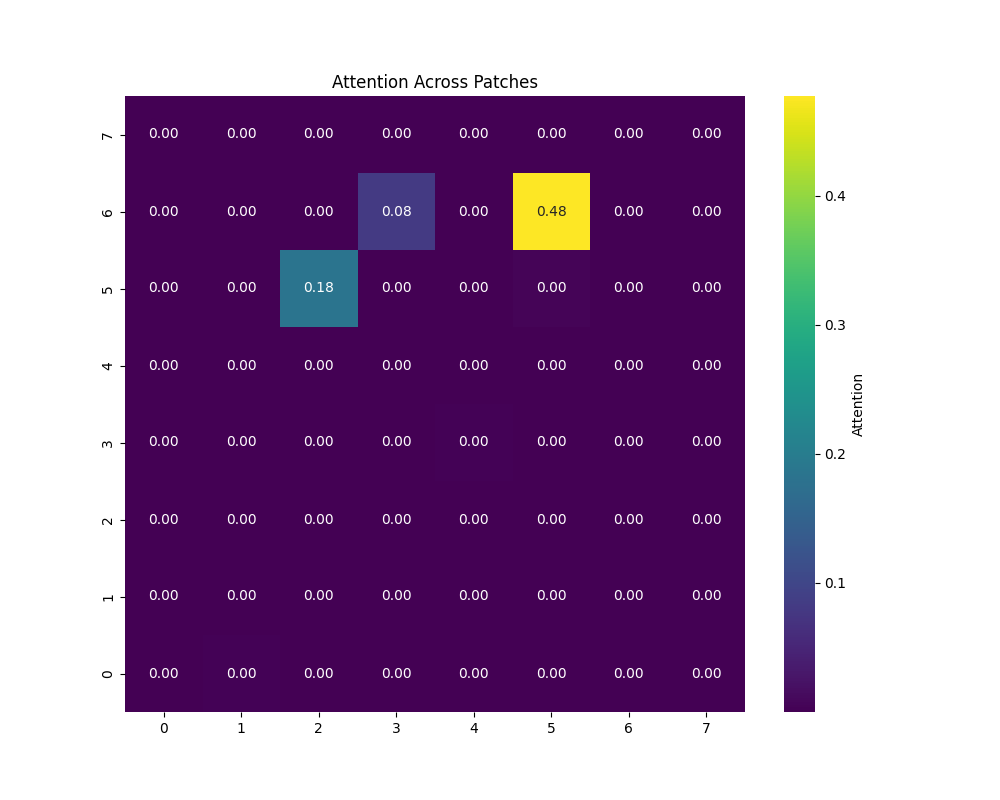 Attention Across Patches
7 0.00 0.00 0.00 0.00 0.00 0.00 0.00 0.00
6 0.00 0.00 0.00 0.08 0.00 0.48 0.00 0.00
5 0.00 0.00 0.18 0.00 0.00 0.00 0.00 0.00
4 0.00 0.00 0.00 0.00 0.00 0.00 0.00 0.00
3 0.00 0.00 0.00 0.00 0.00 0.00 0.00 0.00
2 0.00 0.00 0.00 0.00 0.00 0.00 0.00 0.00
1 0.00 0.00 0.00 0.00 0.00 0.00 0.00 0.00
0 0.00 0.00 0.00 0.00 0.00 0.00 0.00 0.00
0 1 2 3 4 5 6 7
0.4
0.3
0.2
0.1
Attention